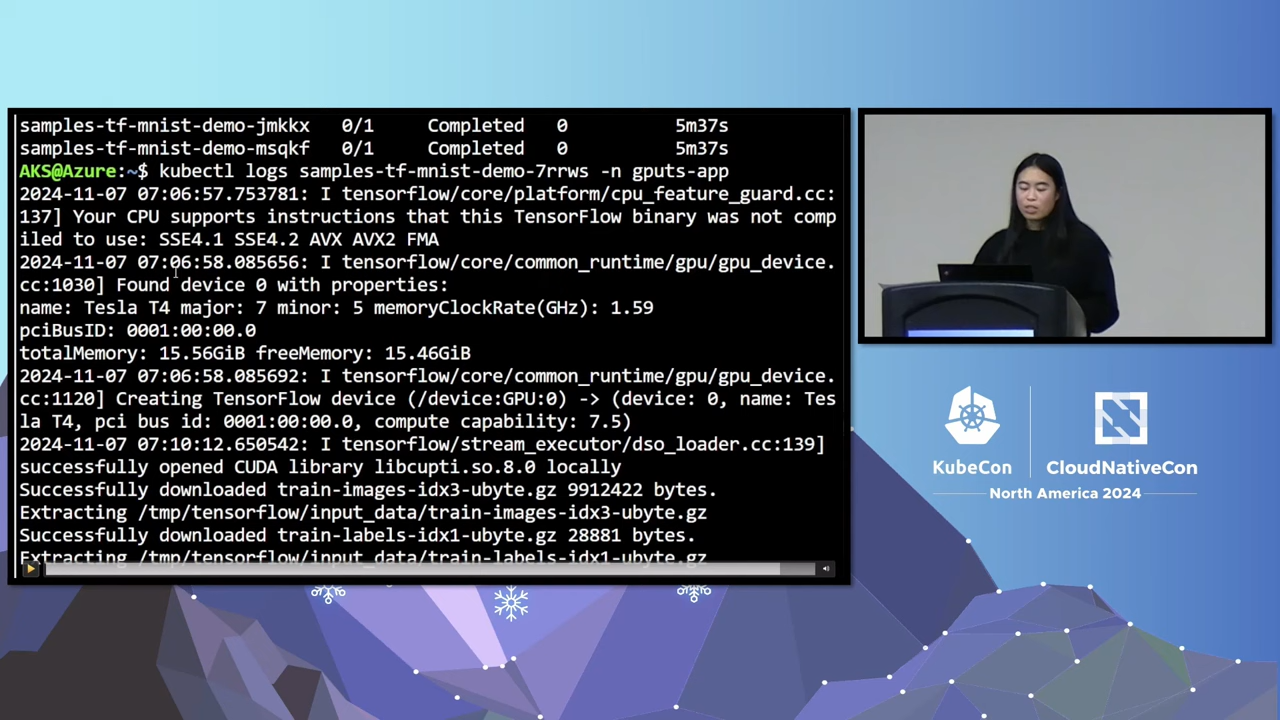 samples-tf-mnist-demo-jmkkx 0/1 Completed 0 5m37s
samples-tf-mnist-demo-msqkf 0/1 Completed 0 5m37s
AKS@Azure:~$ kubectl logs samples-tf-mnist-demo-7rrws -n gputs-app
2024-11-07 07:06:57.753781: I tensorflow/core/platform/cpu_feature_guard.cc:
137] Your CPU supports instructions that this TensorFlow binary was not comp
iled to use: SSE4.1 SSE4.2 AVX AVX2 FMA
2024-11-07 07:06:58.085656: I tensorflow/core/common_runtime/gpu/gpu_device.
cc:1030] Found device 0 with properties:
name: Tesla T4 major: 7 minor: 5 memoryClockRate(GHz): 1.59
pciBusID: 0001:00:00.0
totalMemory: 15.56GiB freeMemory: 15.46GiB
2024-11-07 07:06:58.085692: I tensorflow/core/common_runtime/gpu/gpu_device.
cc:1120] Creating TensorFlow device (/device:GPU:0) -> (device: 0, name: Tes
la T4, pci bus id: 0001:00:00.0, compute capability: 7.5)
2024-11-07 07:10:12.650542: I tensorflow/stream_executor/dso_loader.cc:139]
successfully opened CUDA library libcupti.so.8.0 locally
Successfully downloaded train-images-idx3-ubyte.gz 9912422 bytes.
Extracting /tmp/tensorflow/input_data/train-images-idx3-ubyte.gz
Successfully downloaded train-labels-idx1-ubyte.gz 28881 bytes.
Extracting /tmp/tensorflow/input_data/train-labels-idx1-ubyte.gz
KubeCon
CloudNativeCon
North America 2024